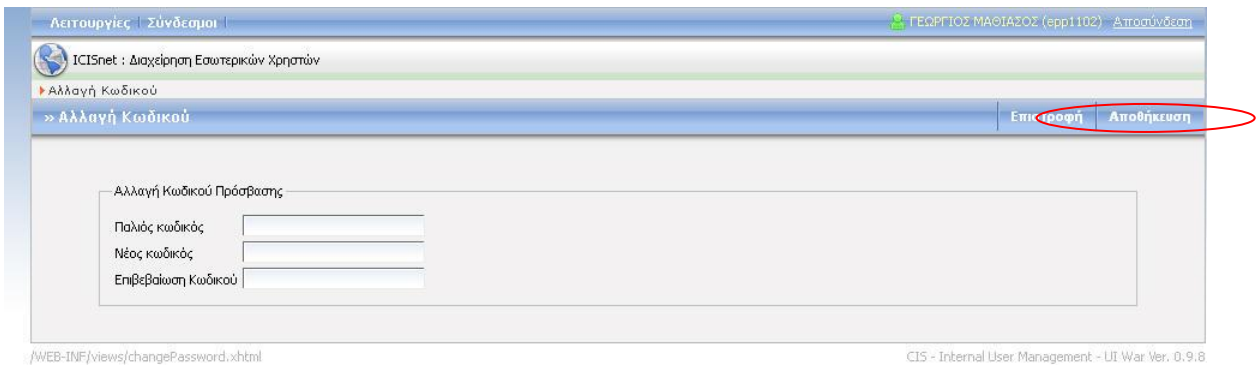 Λειτουργίες | Σύνδεσμοι | ΓΕΩΡΓΙΟΣ ΜΑΘΙΑΣΟΣ (epp1102) Αποσύνδεση
ICISnet : Διαχείρηση Εσωτερικών Χρηστών
Αλλαγή Κωδικού
» Αλλαγή Κωδικού Επιστροφή Αποθήκευση
Αλλαγή Κωδικού Πρόσβασης
Παλιός κωδικός
Νέος κωδικός
Επιβεβαίωση Κωδικού
/WEB-INF/views/changePassword.xhtml CIS - Internal User Management - UI War Ver. 0.9.8